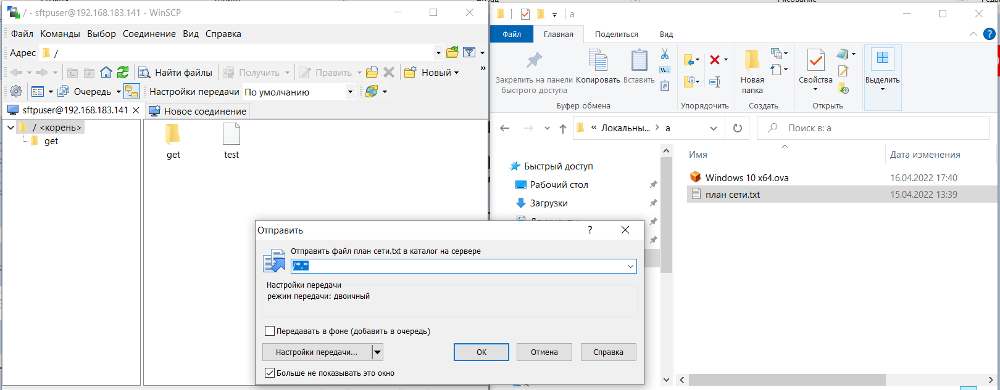 / - sftpuser@192.168.183.141 - WinSCP
Файл Команды Выбор Соединение Вид Справка
Адрес /
Найти файлы Получить Править Новый »
Очередь Настройки передачи По умолчанию
sftpuser@192.168.183.141 Новое соединение
/ <корень>
get
get test
а
Файл Главная Поделиться Вид ?
Закрепить на панели быстрого доступа
Копировать
Вставить
Новая папка
Свойства
Выделить
Буфер обмена Упорядочить Создать Открыть
« Локальны... а Поиск в: а
Быстрый доступ
Рабочий стол
Загрузки
Имя Дата изменения
Windows 10 x64.ova 16.04.2022 17:40
план сети.txt 15.04.2022 13:39
Отправить ?
Отправить файл план сети.txt в каталог на сервере
/*.*
Настройки передачи
режим передачи: двоичный
Передавать в фоне (добавить в очередь)
Настройки передачи... ОК Отмена Справка
Больше не показывать это окно